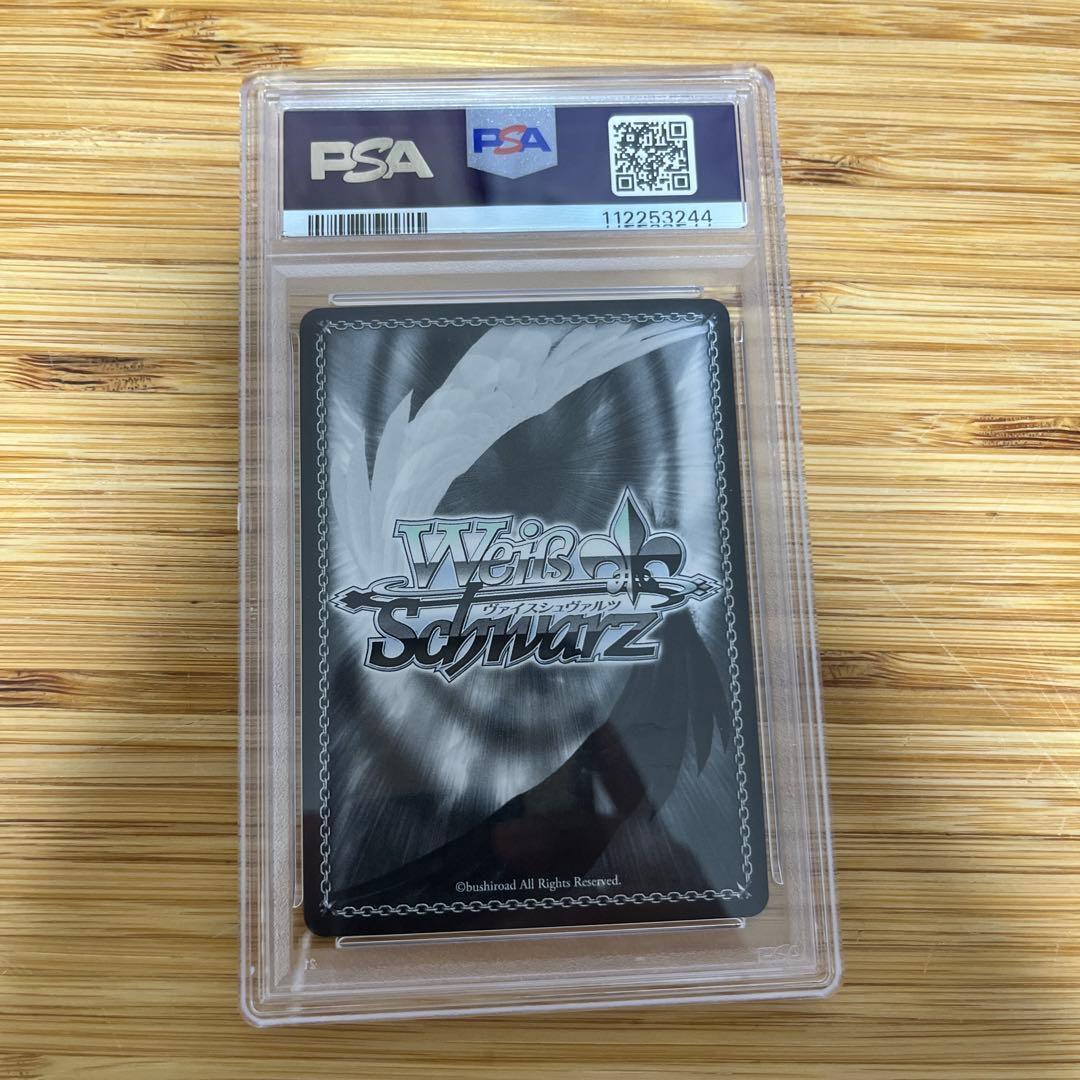 PSA
PSA
112253244
Weiß
ヴァイスシュヴァルツ
Schwarz
©bushiroad All Rights Reserved.